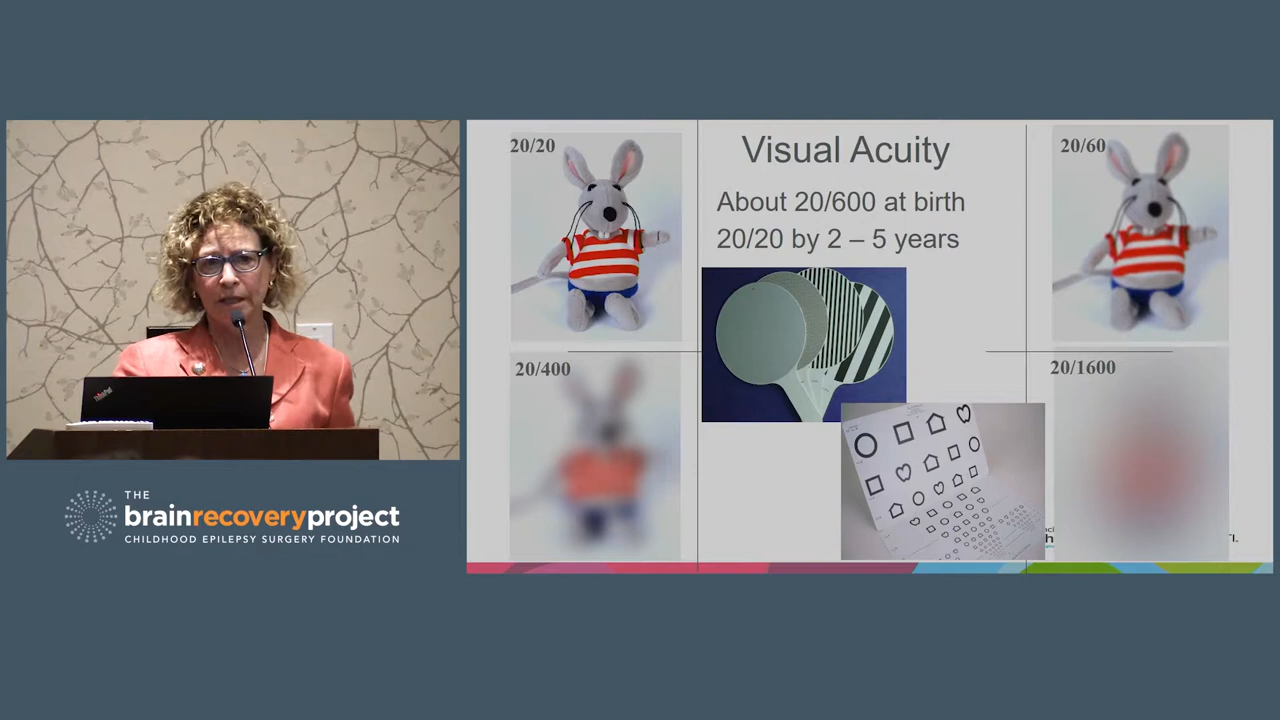 20/20
Visual Acuity
20/60
About 20/600 at birth
20/20 by 2 – 5 years
20/400
20/1600
ThinkPad
THE
brainrecoveryproject
CHILDHOOD EPILEPSY SURGERY FOUNDATION